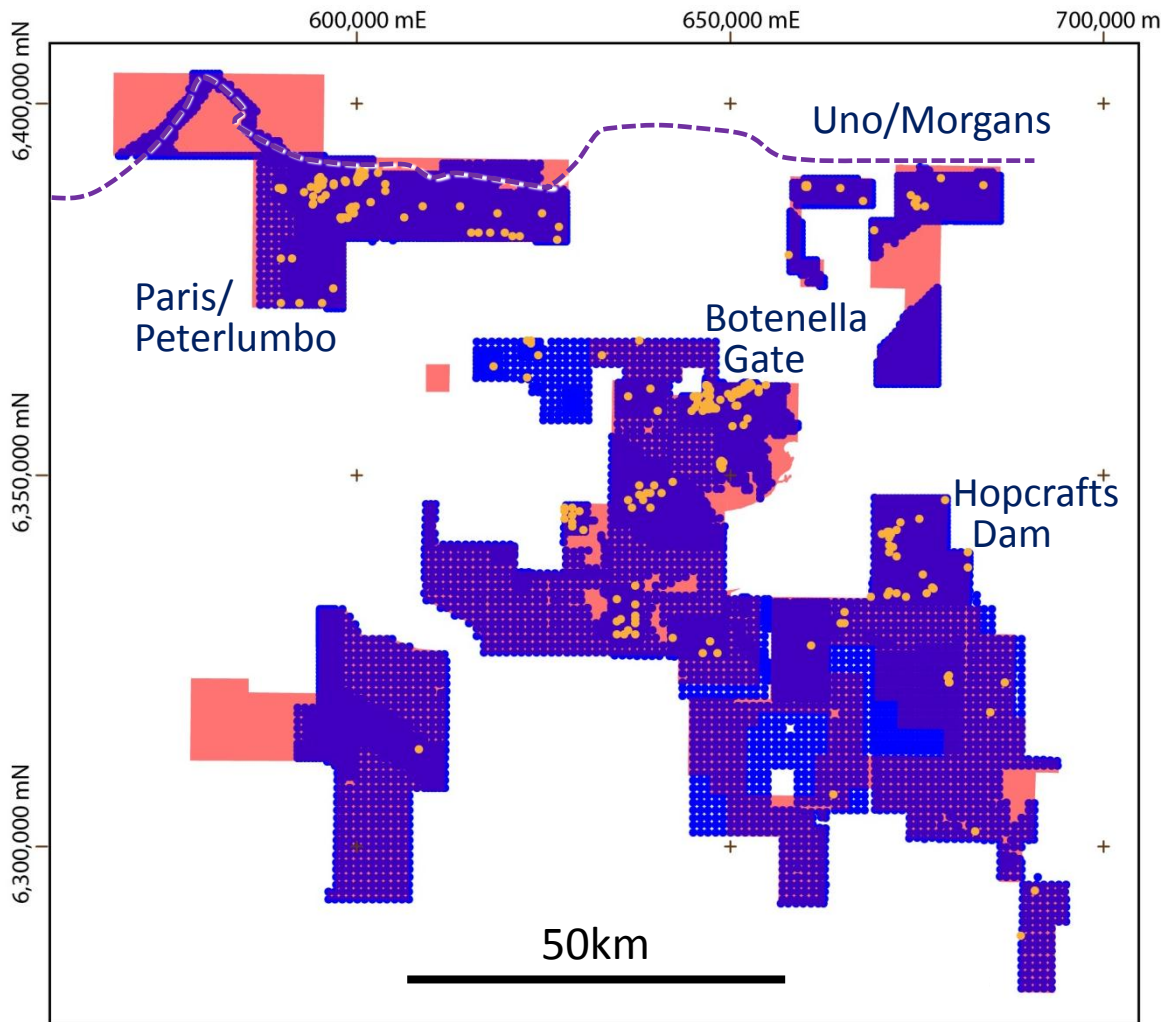 600,000 mE
650,000 mE
700,000 m
6,400,000 mN
Uno/Morgans
Paris/
Peterlumbo
Botenella
Gate
6,350,000 mN
Hopcrafts
Dam
6,300,000 mN
50km